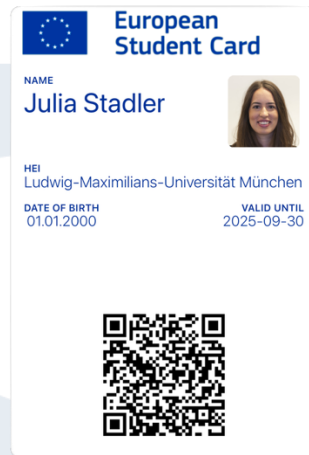 European
Student Card
NAME
Julia Stadler
HEI
Ludwig-Maximilians-Universität München
DATE OF BIRTH VALID UNTIL
01.01.2000 2025-09-30